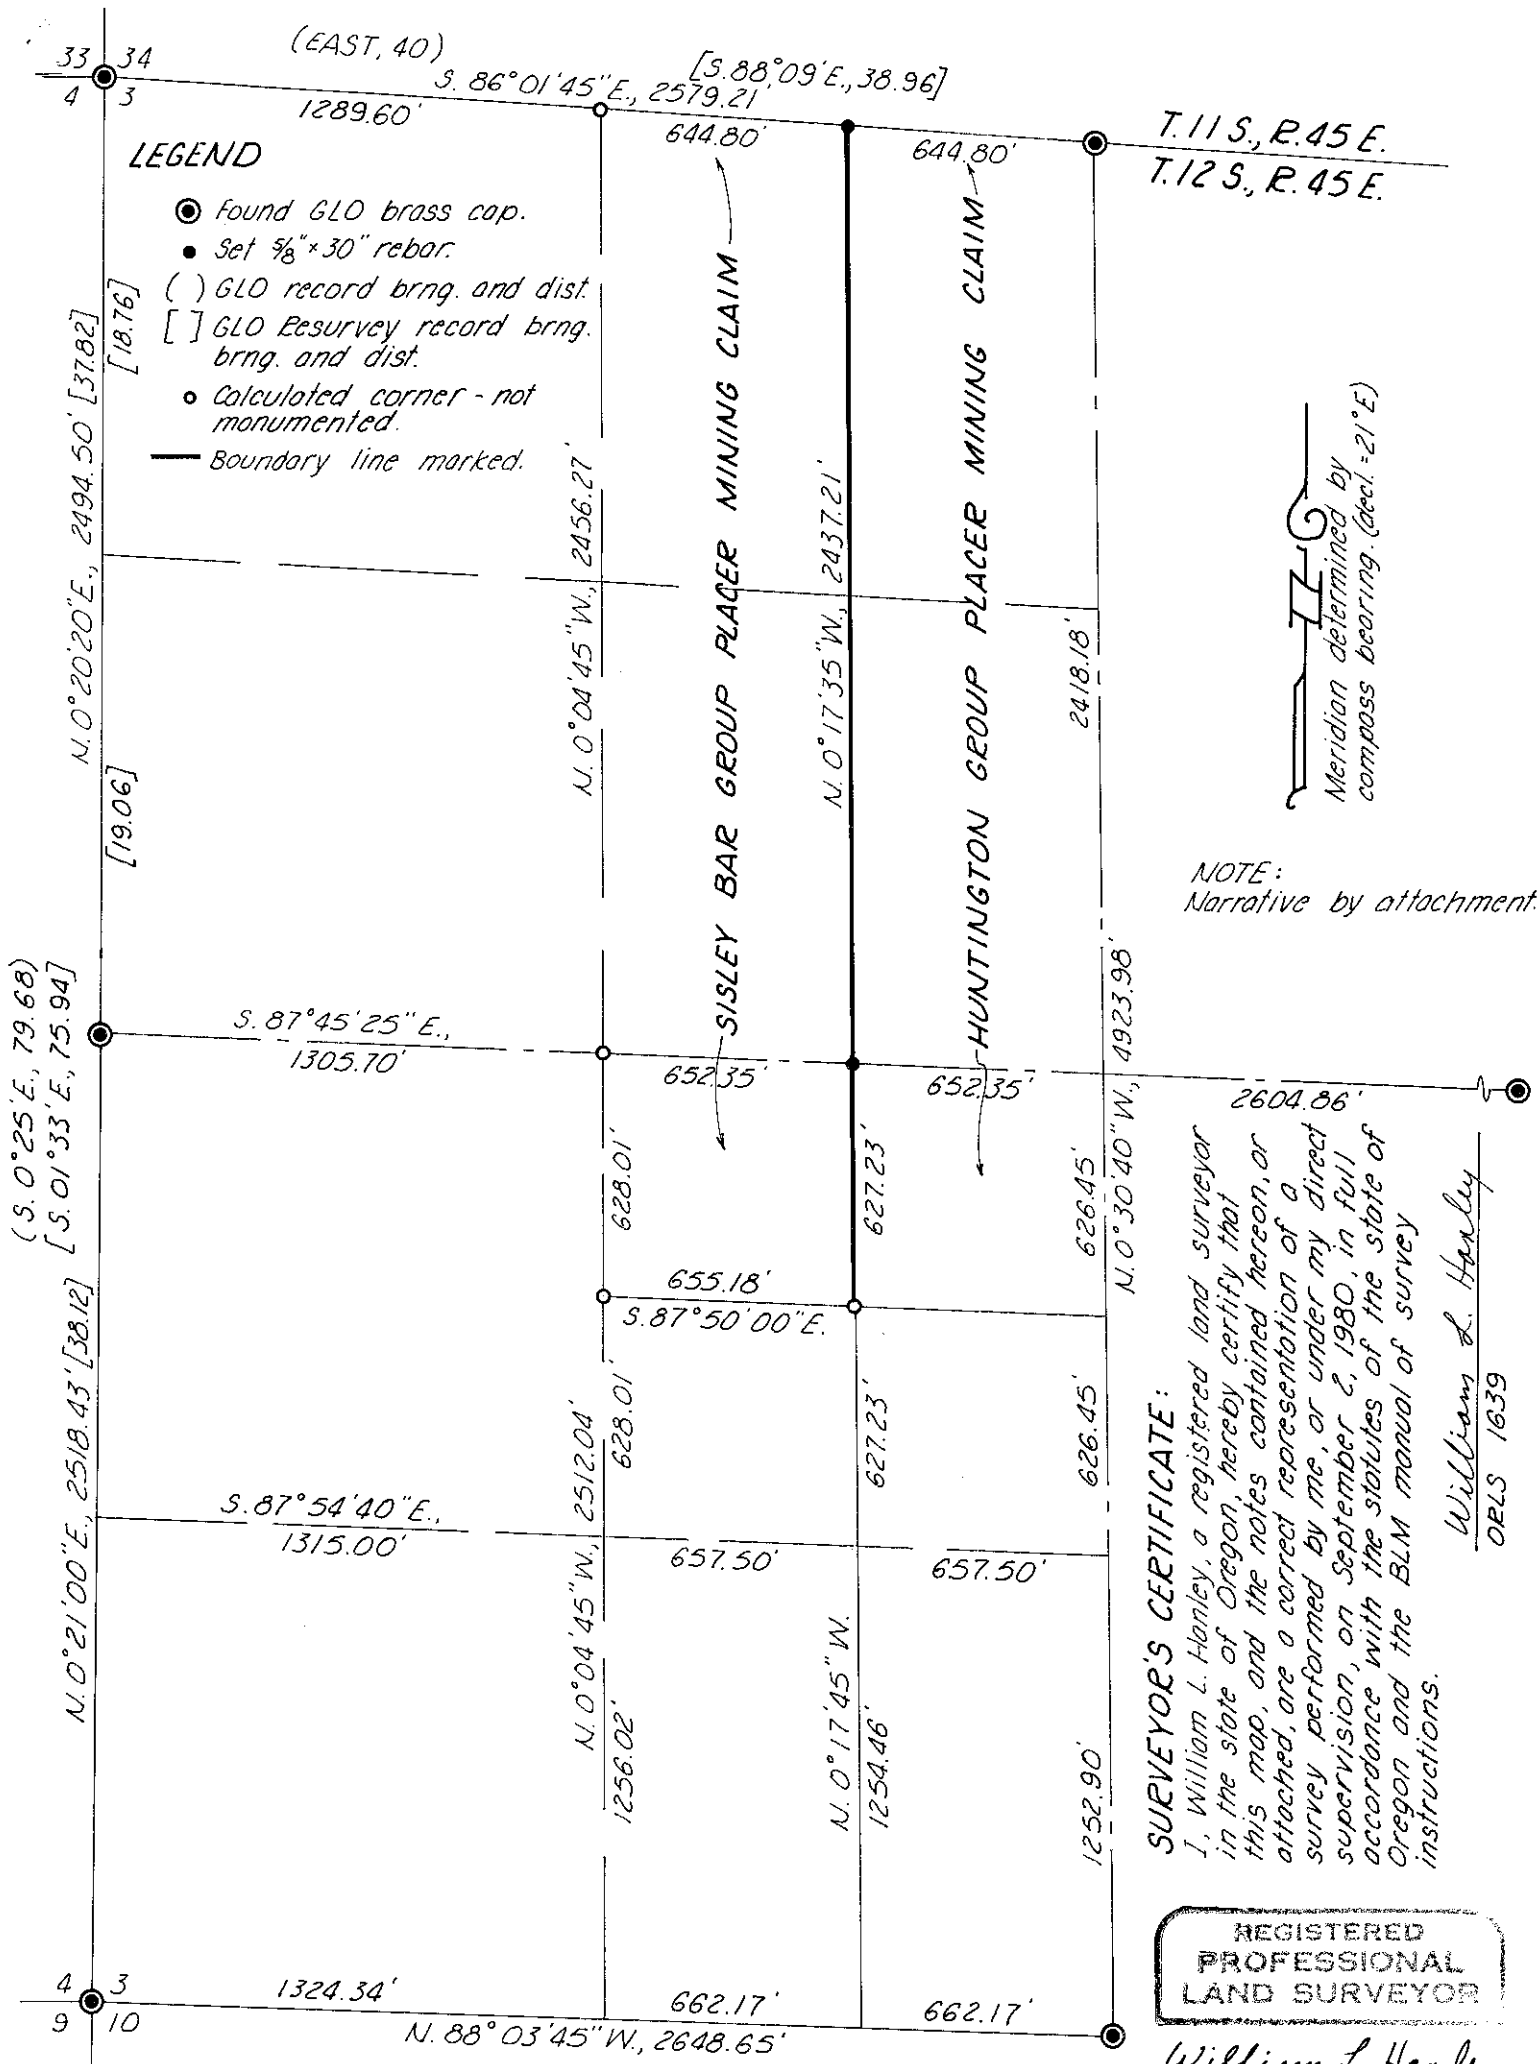 33 34
4 3
(EAST, 40)
[S.88°09'E., 38.96]
S. 86°01'45"E., 2579.21'
1289.60'
644.80'
644.80'
T.11 S., R.45 E.
T.12 S., R.45 E.
LEGEND
Found GLO brass cap.
Set 5/8"x30" rebar.
( ) GLO record brng. and dist.
[ ] GLO Resurvey record brng.
brng. and dist.
Calculated corner - not
monumented.
Boundary line marked.
N.0°20'20"E., 2494.50' [37.82]
[18.76]
[19.06]
N. 0°04'45"W., 2456.27'
SISLEY BAR GROUP PLACER MINING CLAIM
N.0°17'35"W., 2437.21'
HUNTINGTON GROUP PLACER MINING CLAIM
2418.18'
Meridian determined by
compass bearing. (decl.=21°E)
NOTE:
Narrative by attachment.
(S.0°25'E., 79.68)
[S.01°33'E., 75.94]
S. 87°45'25"E.,
1305.70'
652.35'
652.35'
2604.86'
N.0°30'40"W., 4923.98'
628.01'
627.23'
626.45'
655.18'
S.87°50'00"E.
N.0°21'00"E., 2518.43' [38.12]
N.0°04'45"W., 2512.04'
628.01'
627.23'
626.45'
S.87°54'40"E.,
1315.00'
657.50'
657.50'
1256.02'
N.0°17'45"W.
1254.46'
1252.90'
SURVEYOR'S CERTIFICATE:
I, William L. Hanley, a registered land surveyor
in the state of Oregon, hereby certify that
this map, and the notes contained hereon, or
attached, are a correct representation of a
survey performed by me, or under my direct
supervision, on September 2, 1980, in full
accordance with the statutes of the state of
Oregon and the BLM manual of survey
instructions.
William L. Hanley
ORLS 1639
4 3
9 10
1324.34'
662.17'
662.17'
N. 88°03'45"W., 2648.65'
REGISTERED
PROFESSIONAL
LAND SURVEYOR
William L. Hanley